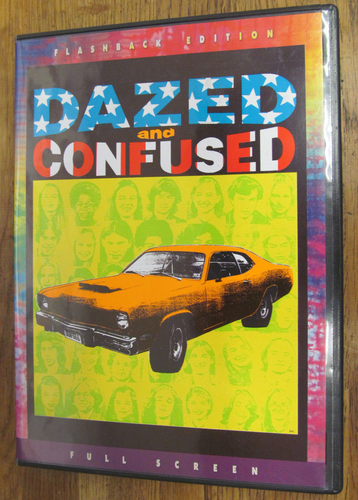 FLASHBACK EDITION
DAZED
and
CONFUSED
FULL SCREEN